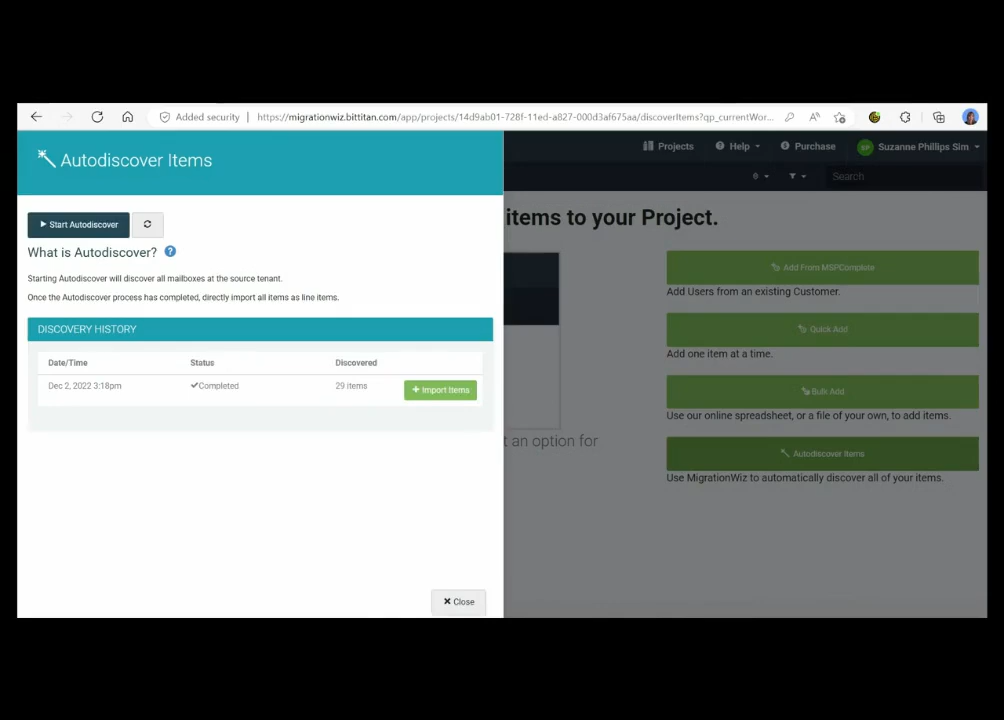 Added security
https://migrationwiz.bittitan.com/app/projects/14d9ab01-728f-11ed-a827-000d3af675aa/discoverItems?qp_currentWor...
Autodiscover Items
Projects
Help
Purchase
SP
Suzanne Phillips Sim
0
Search
Start Autodiscover
items to your Project.
What is Autodiscover?
Starting Autodiscover will discover all mailboxes at the source tenant.
Once the Autodiscover process has completed, directly import all items as line items.
DISCOVERY HISTORY
Date/Time Status Discovered
Dec 2, 2022 3:18pm Completed 29 items Import Items
Close
t an option for
Add From MSPComplete
Add Users from an existing Customer.
Quick Add
Add one item at a time.
Bulk Add
Use our online spreadsheet, or a file of your own, to add items.
Autodiscover Items
Use MigrationWiz to automatically discover all of your items.